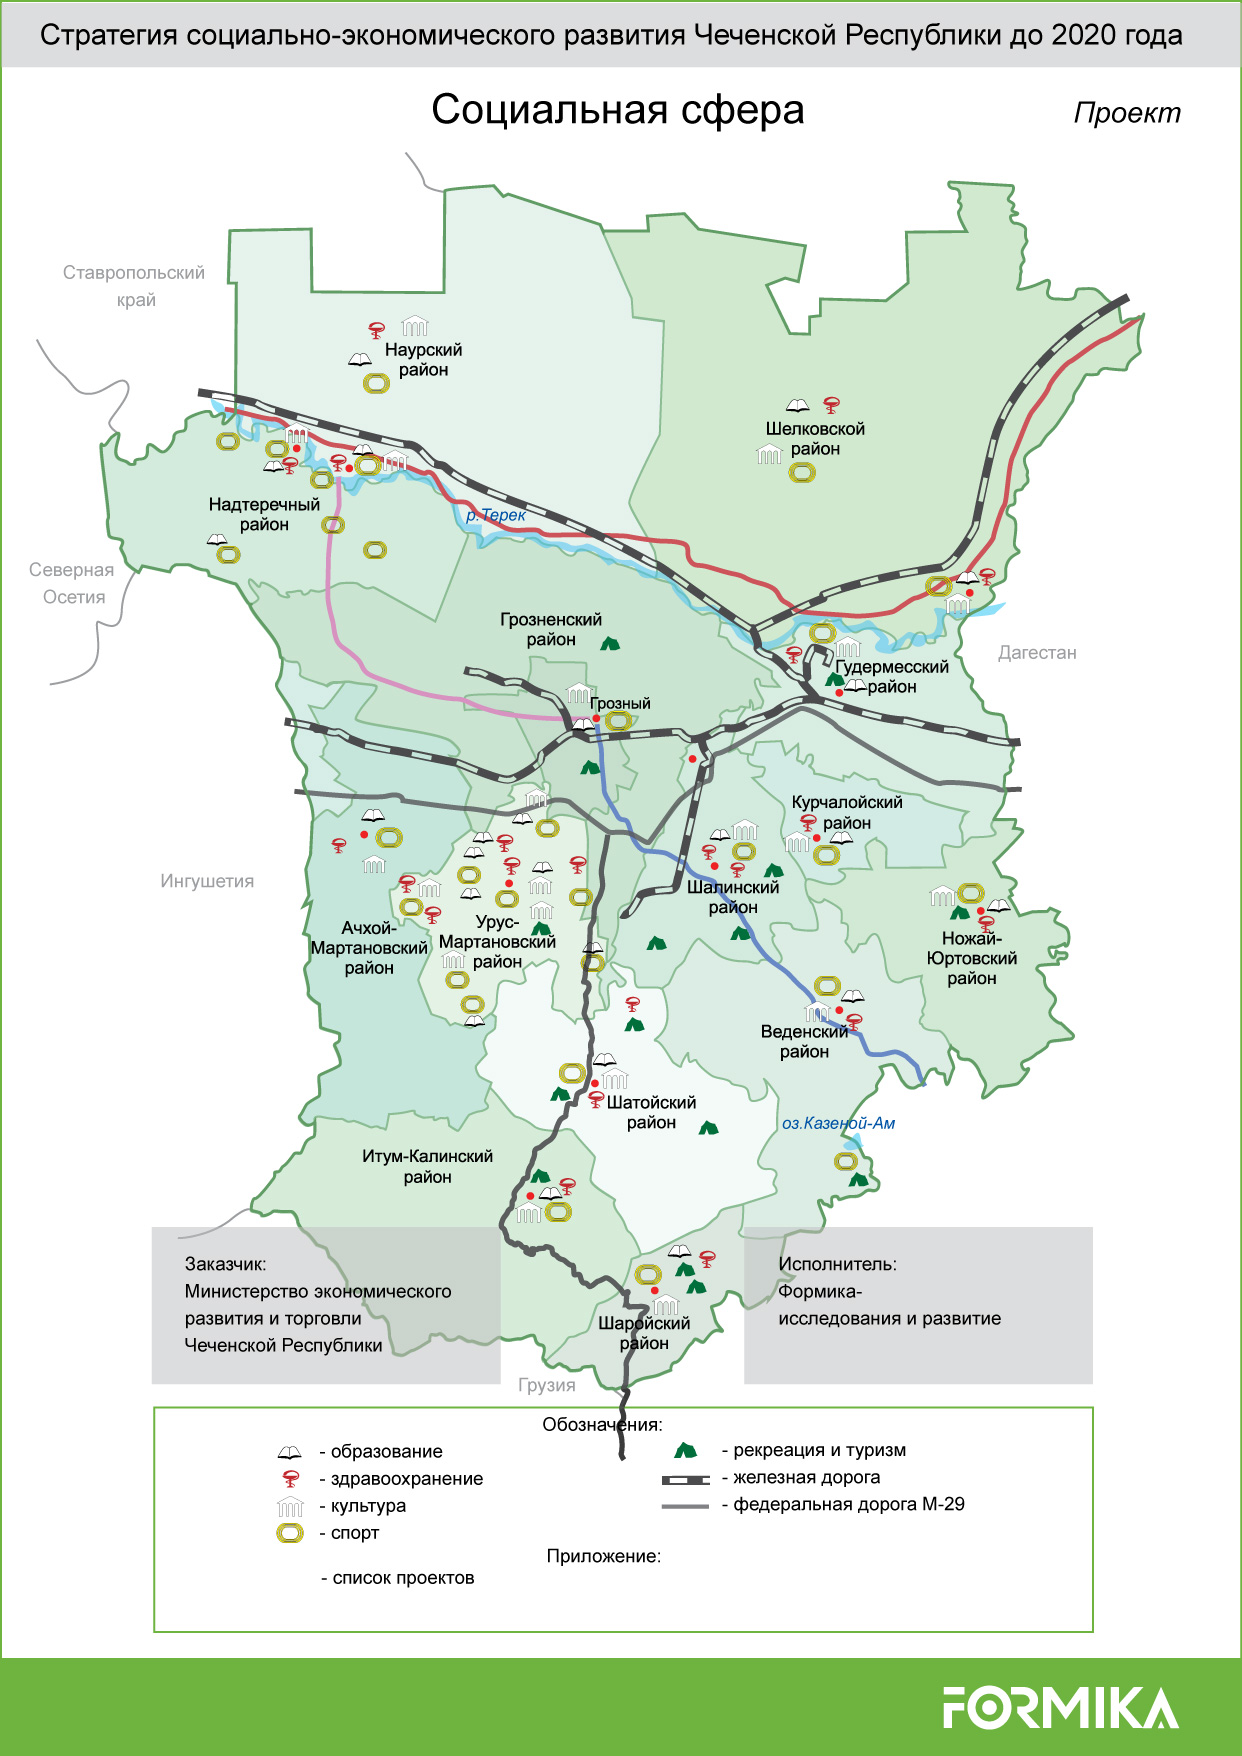 Стратегия социально-экономического развития Чеченской Республики до 2020 года
Социальная сфера
Проект
Ставропольский
край
Наурский
район
Шелковской
район
Надтеречный
район
р.Терек
Северная
Осетия
Грозненский
район
Дагестан
Гудермесский
район
Грозный
Курчалойский
район
Ингушетия
Шалинский
район
Ачхой-
Мартановский
район
Урус-
Мартановский
район
Ножай-
Юртовский
район
Веденский
район
Шатойский
район
оз.Казеной-Ам
Итум-Калинский
район
Шаройский
район
Заказчик:
Министерство экономического
развития и торговли
Чеченской Республики
Исполнитель:
Формика-
исследования и развитие
Грузия
Обозначения:
- образование
- здравоохранение
- культура
- спорт
- рекреация и туризм
- железная дорога
- федеральная дорога М-29
Приложение:
- список проектов
FORMIKA